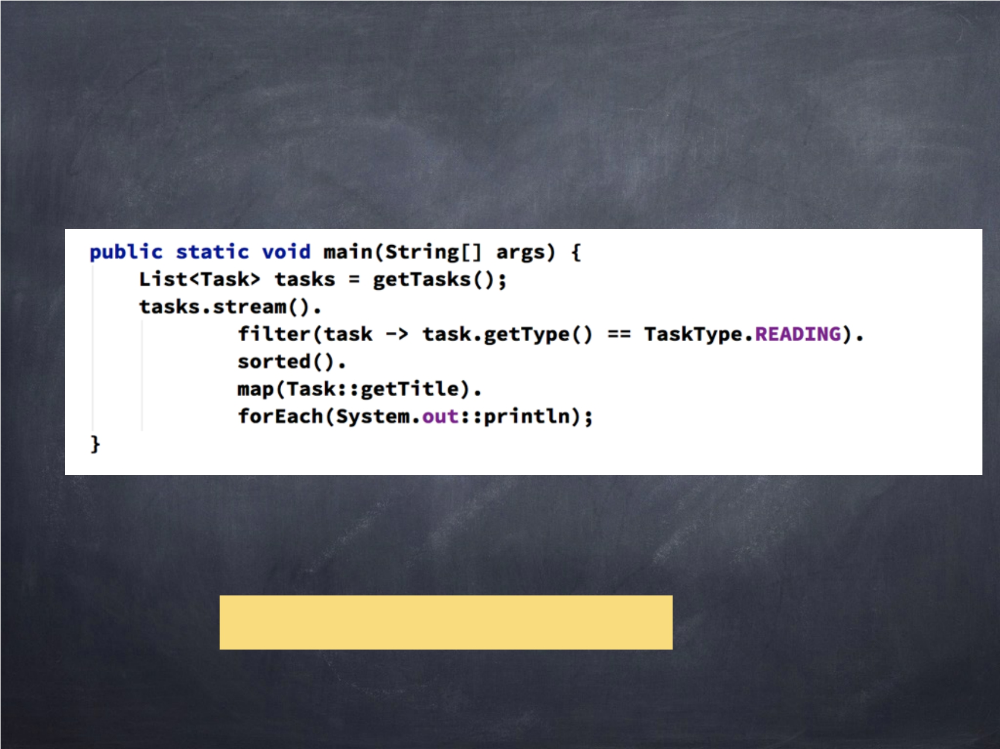 public static void main(String[] args) {
    List<Task> tasks = getTasks();
    tasks.stream().
            filter(task -> task.getType() == TaskType.READING).
            sorted().
            map(Task::getTitle).
            forEach(System.out::println);
}